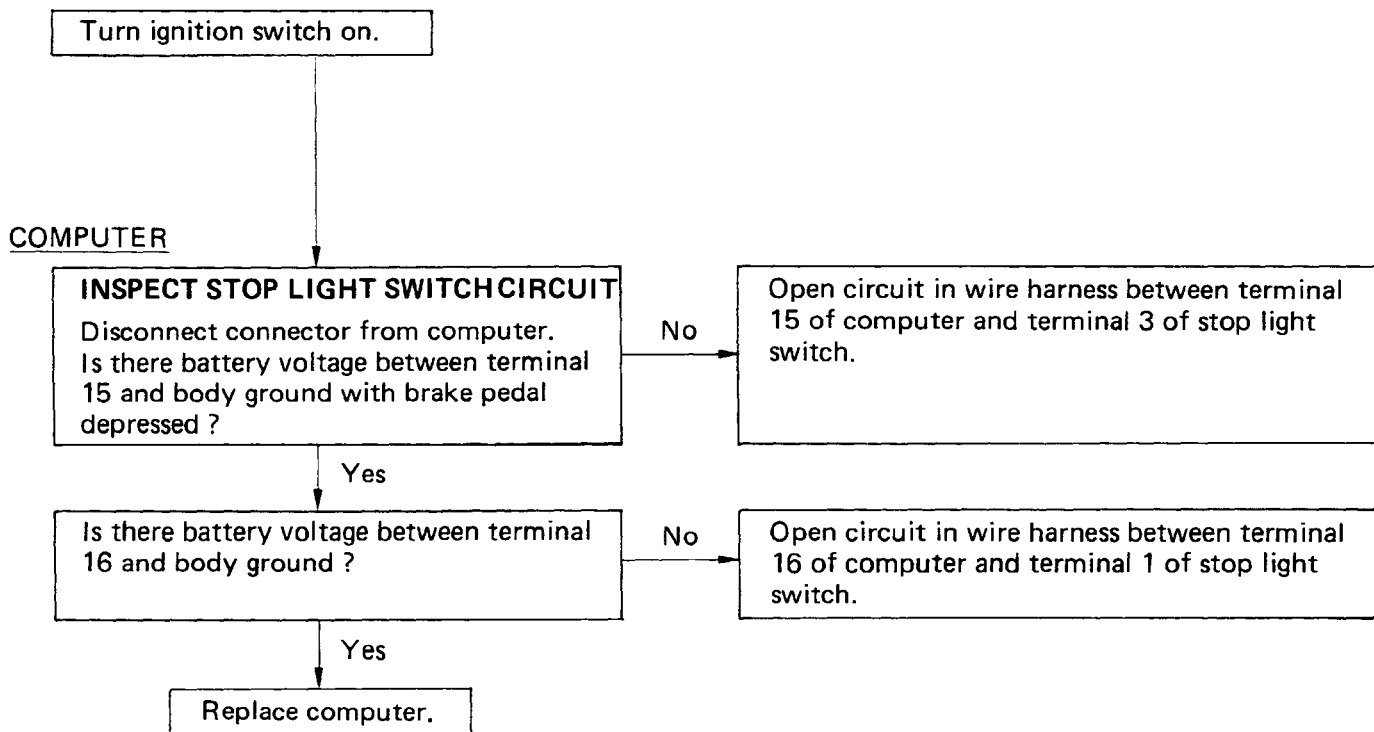 Turn ignition switch on.
COMPUTER
INSPECT STOP LIGHT SWITCH CIRCUIT
Disconnect connector from computer.
Is there battery voltage between terminal
15 and body ground with brake pedal
depressed ?
No
Open circuit in wire harness between terminal
15 of computer and terminal 3 of stop light
switch.
Yes
Is there battery voltage between terminal
16 and body ground ?
No
Open circuit in wire harness between terminal
16 of computer and terminal 1 of stop light
switch.
Yes
Replace computer.